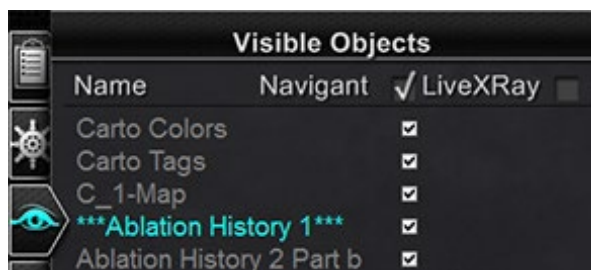 Visible Objects
Name Navigant LiveXRay
Carto Colors
Carto Tags
C_1-Map
***Ablation History 1***
Ablation History 2 Part b